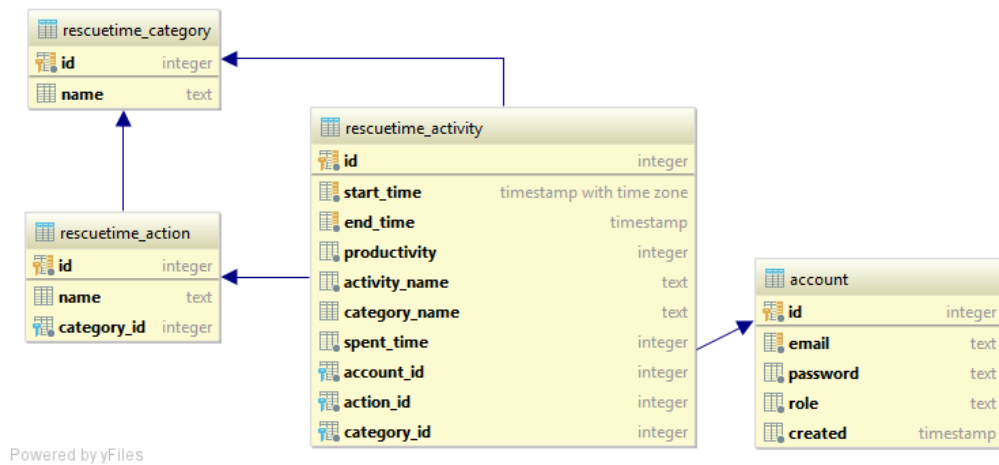 rescuetime_category
id integer
name text
rescuetime_activity
id integer
start_time timestamp with time zone
end_time timestamp
productivity integer
activity_name text
category_name text
spent_time integer
account_id integer
action_id integer
category_id integer
rescuetime_action
id integer
name text
category_id integer
account
id integer
email text
password text
role text
created timestamp
Powered by yFiles